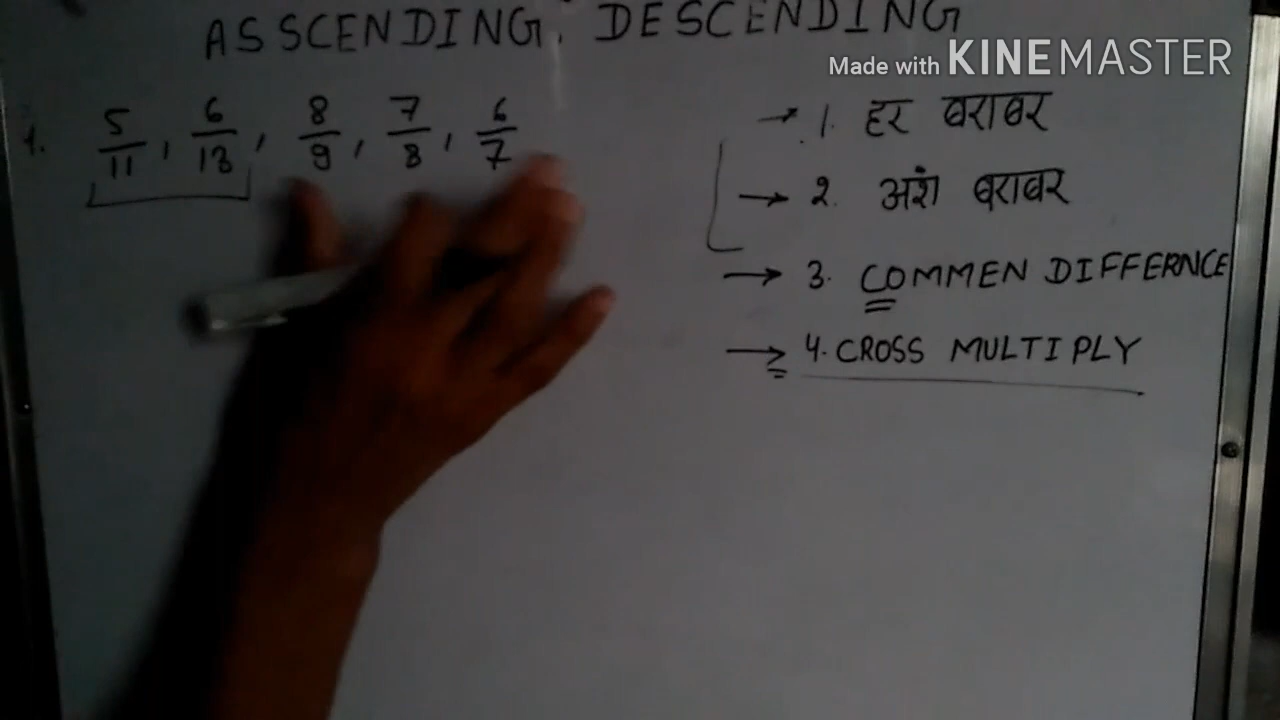 ASSCENDING, DESCENDING
Made with KINEMASTER
1. 5/11, 6/13, 8/9, 7/8, 6/7
→ 1. हर बराबर
→ 2. अशं बराबर
→ 3. COMMEN DIFFERNCE
→ 4. CROSS MULTIPLY